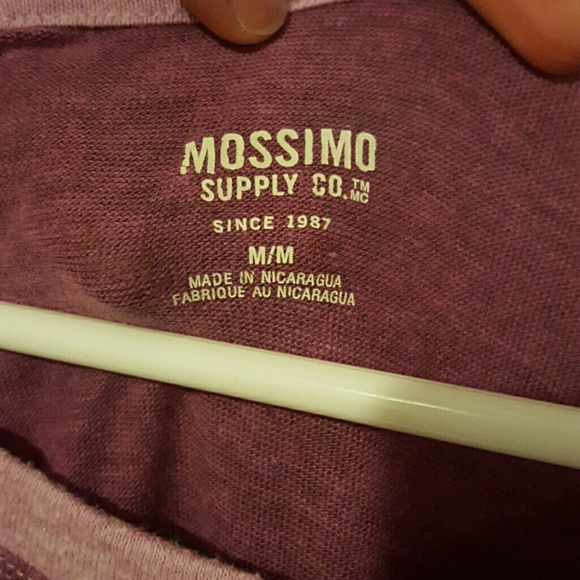 MOSSIMO
SUPPLY CO.™ MC
SINCE 1987
M/M
MADE IN NICARAGUA
FABRIQUE AU NICARAGUA